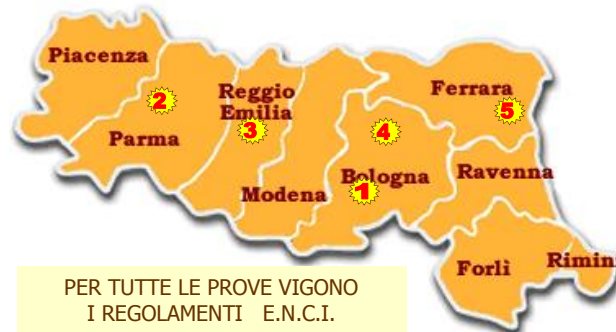 Piacenza
2
Parma
Reggio
Emilia
3
Modena
4
Bologna
1
Ferrara
5
Ravenna
Forlì
Rimini
PER TUTTE LE PROVE VIGONO
I REGOLAMENTI E.N.C.I.